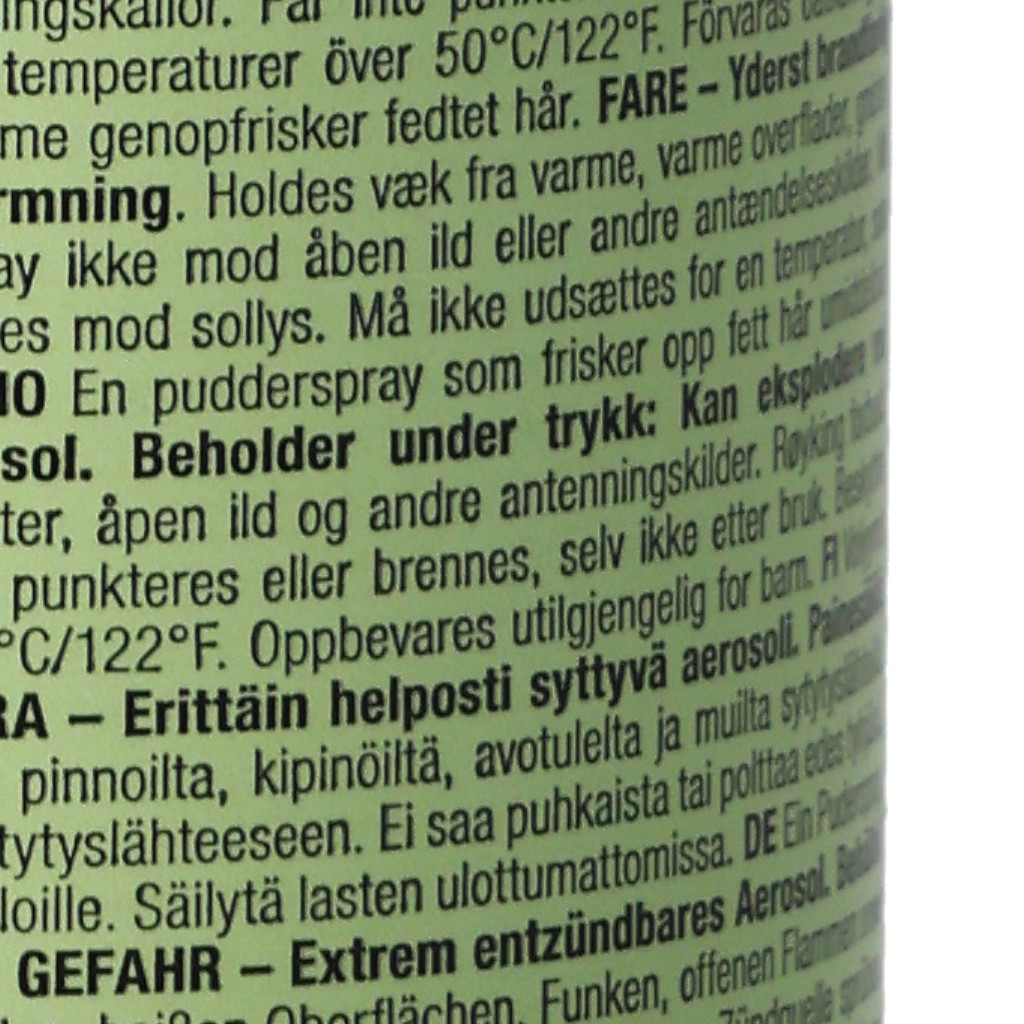 ingskällor. Får inte
temperaturer över 50°C/122°F. Förvaras
me genopfrisker fedtet hår. FARE – Yderst
rmning. Holdes væk fra varme, varme overflader,
ay ikke mod åben ild eller andre antændelseskilder.
es mod sollys. Må ikke udsættes for en temperatur
NO En pudderspray som frisker opp fett hår
sol. Beholder under trykk: Kan eksplodere
ter, åpen ild og andre antenningskilder. Røyking
punkteres eller brennes, selv ikke etter bruk.
°C/122°F. Oppbevares utilgjengelig for barn. FI
RA – Erittäin helposti syttyvä aerosoli.
pinnoilta, kipinöiltä, avotulelta ja muilta
tytyslähteeseen. Ei saa puhkaista tai polttaa edes
loille. Säilytä lasten ulottumattomissa. DE Ein
GEFAHR – Extrem entzündbares Aerosol.
heißen Oberflächen, Funken, offenen Flammen
Zündquelle